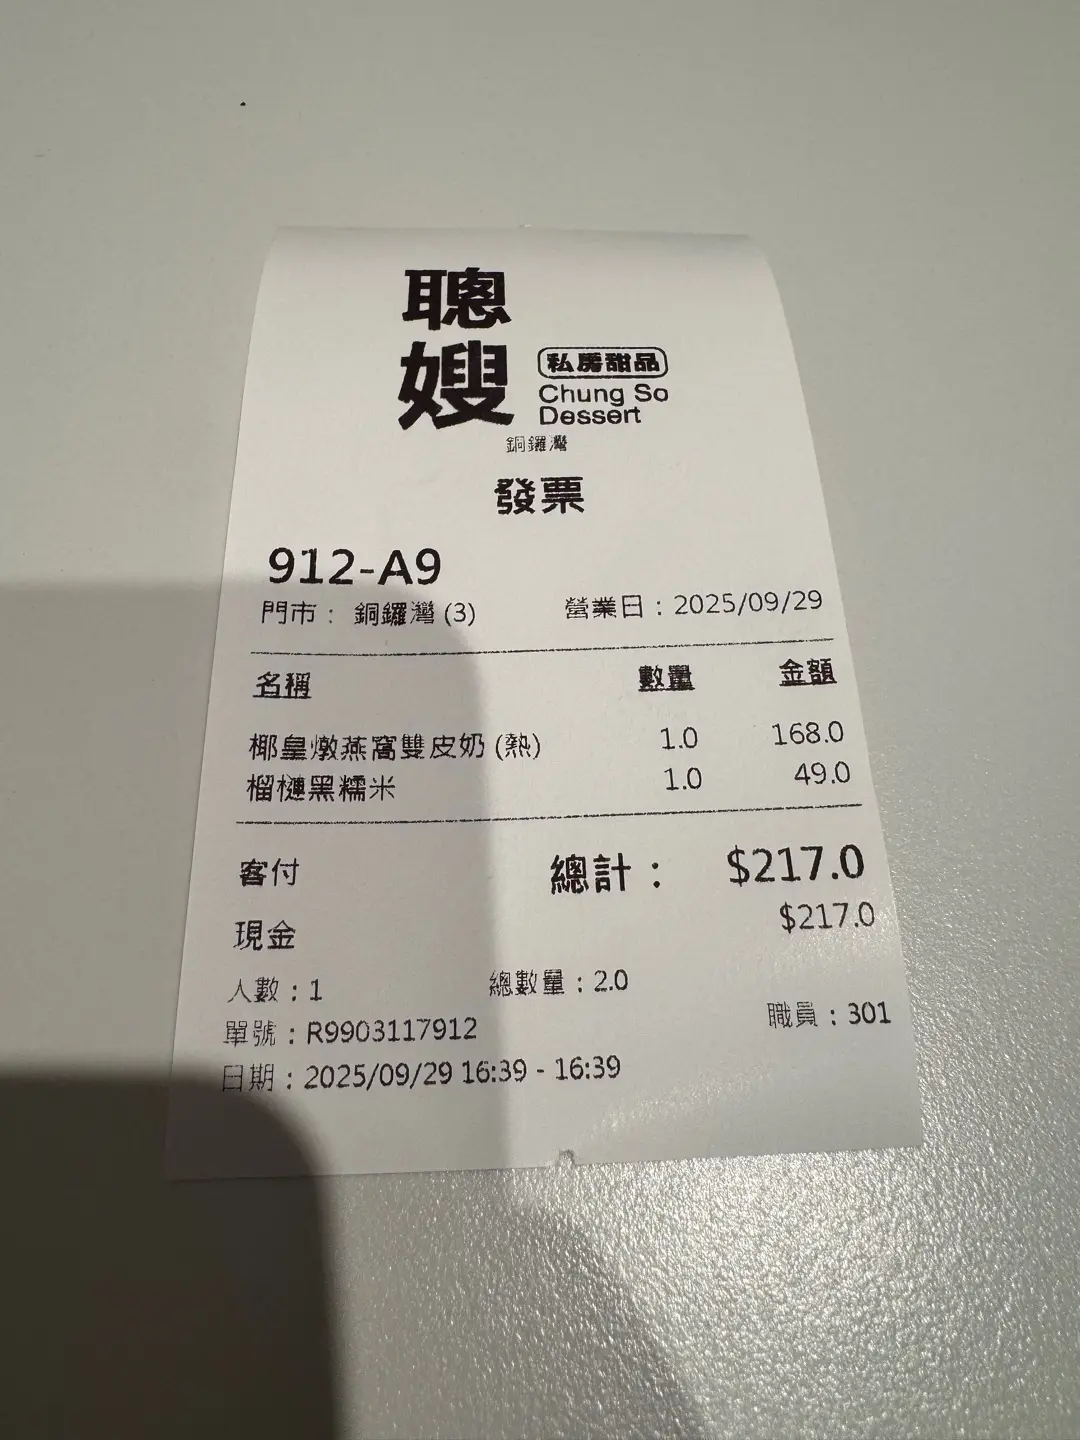 聰嫂
私房甜品
Chung So
Dessert
銅鑼灣
發票
912-A9
門市： 銅鑼灣 (3) 營業日：2025/09/29
名稱 數量 金額
椰皇燉燕窩雙皮奶 (熱) 1.0 168.0
榴槤黑糯米 1.0 49.0
客付 總計： $217.0
現金 $217.0
人數：1 總數量：2.0
單號：R9903117912 職員：301
日期：2025/09/29 16:39 - 16:39